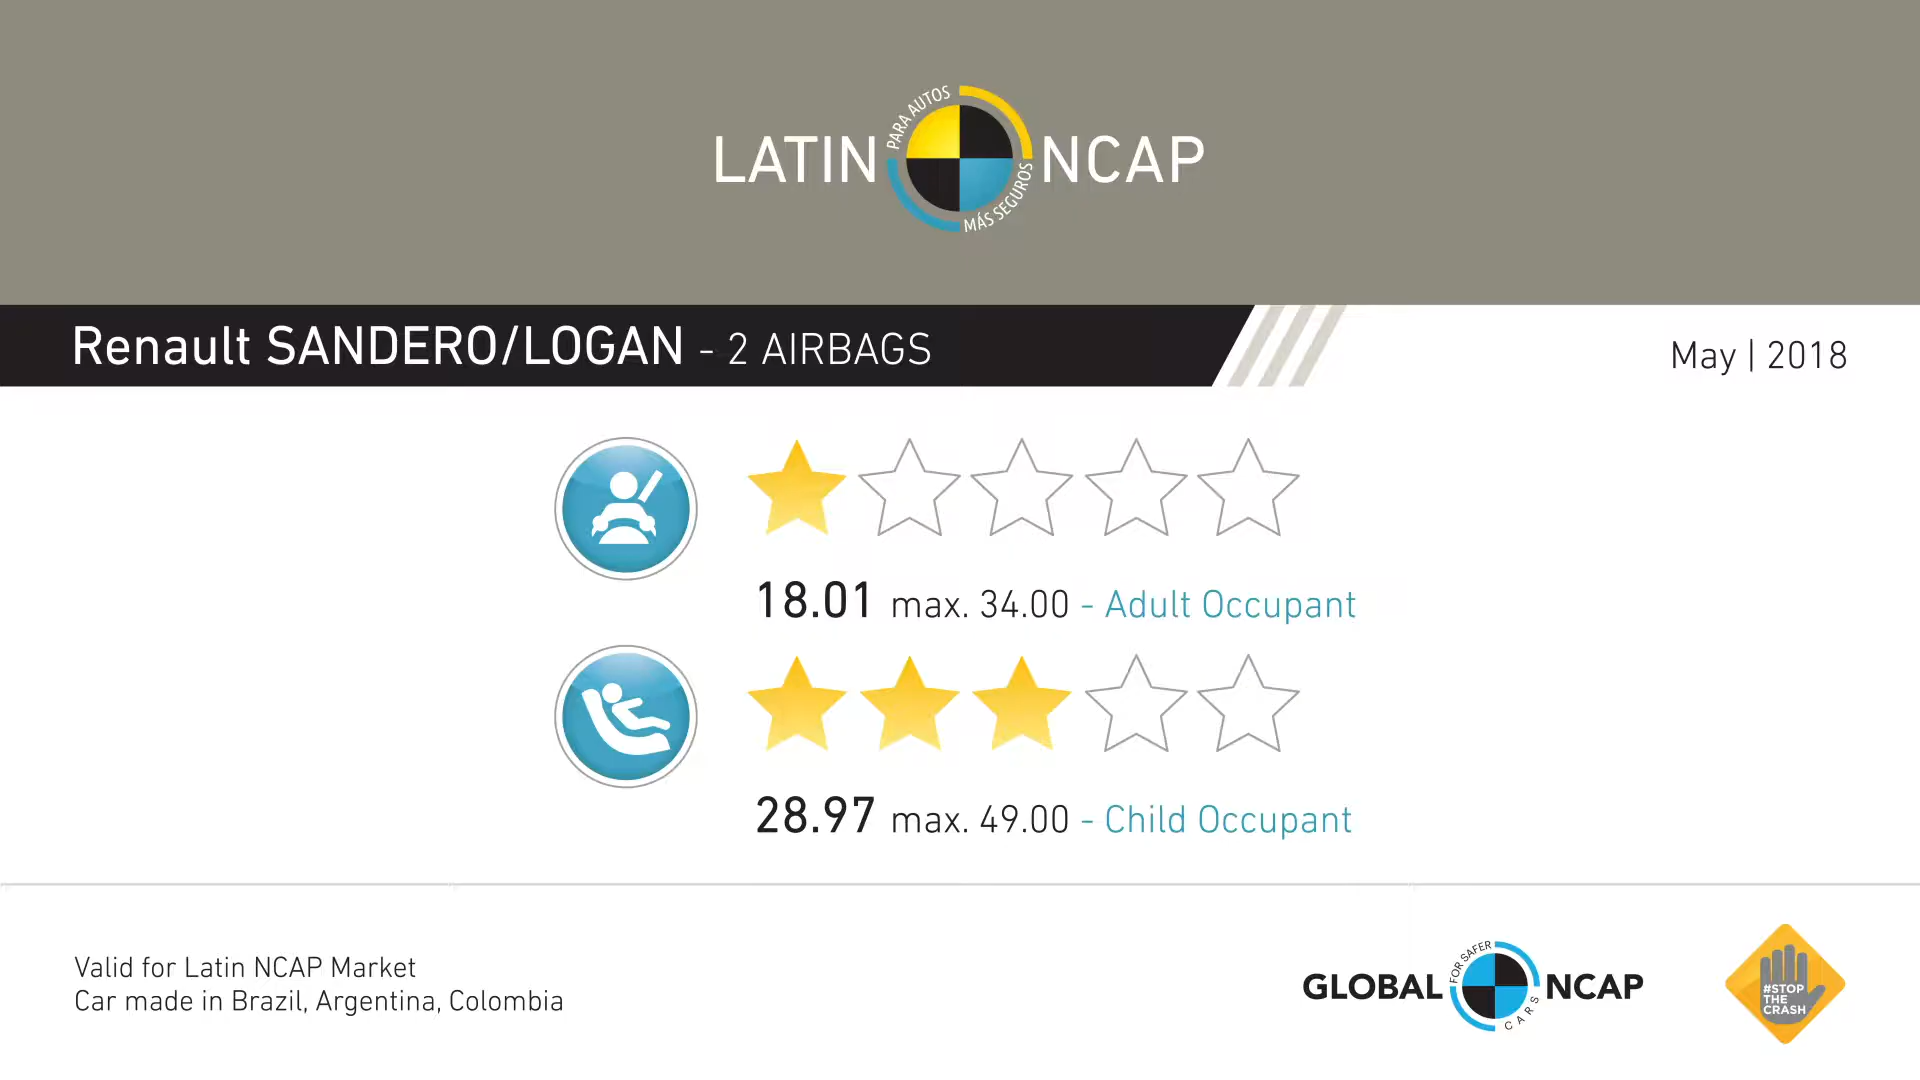 LATIN NCAP
PARA AUTOS
MÁS SEGUROS
Renault SANDERO/LOGAN - 2 AIRBAGS
May | 2018
18.01 max. 34.00 - Adult Occupant
28.97 max. 49.00 - Child Occupant
Valid for Latin NCAP Market
Car made in Brazil, Argentina, Colombia
GLOBAL NCAP
FOR SAFER
CARS
#STOP
THE
CRASH